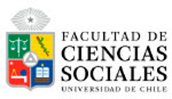 FACULTAD DE
CIENCIAS
SOCIALES
UNIVERSIDAD DE CHILE